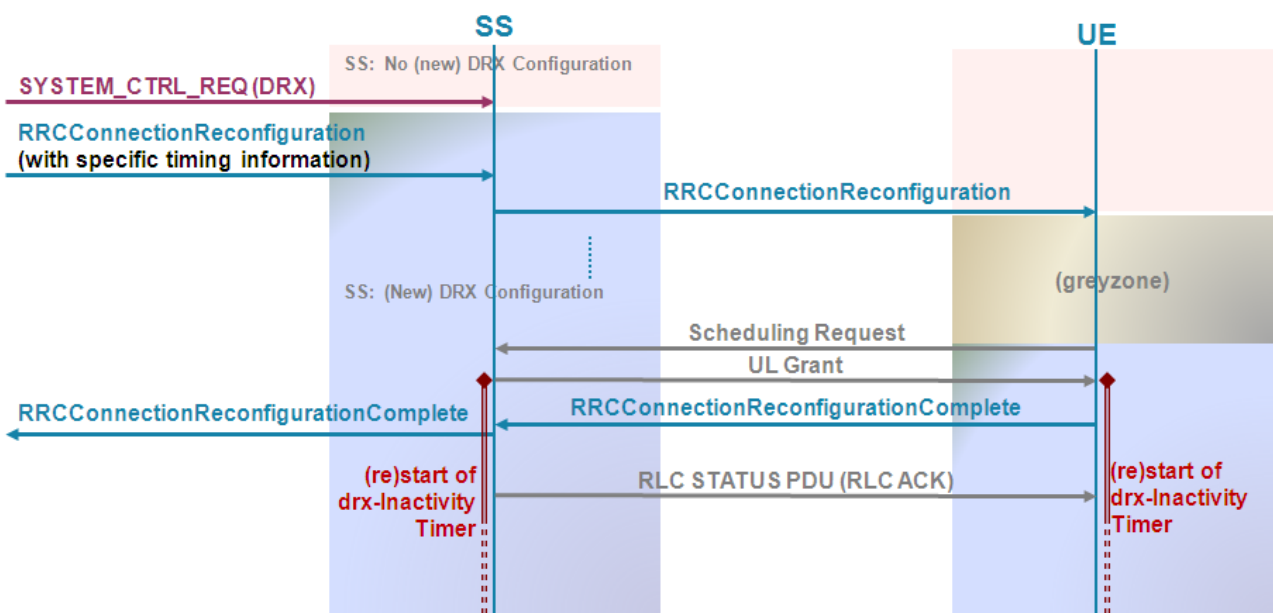 SS
UE
SS: No (new) DRX Configuration
SYSTEM_CTRL_REQ(DRX)
RRCConnectionReconfiguration
(with specific timing information)
RRCConnectionReconfiguration
(greyzone)
SS: (New) DRX Configuration
Scheduling Request
UL Grant
RRCConnectionReconfigurationComplete
RRCConnectionReconfigurationComplete
(re)start of
drx-Inactivity
Timer
RLC STATUS PDU (RLC ACK)
(re)start of
drx-Inactivity
Timer